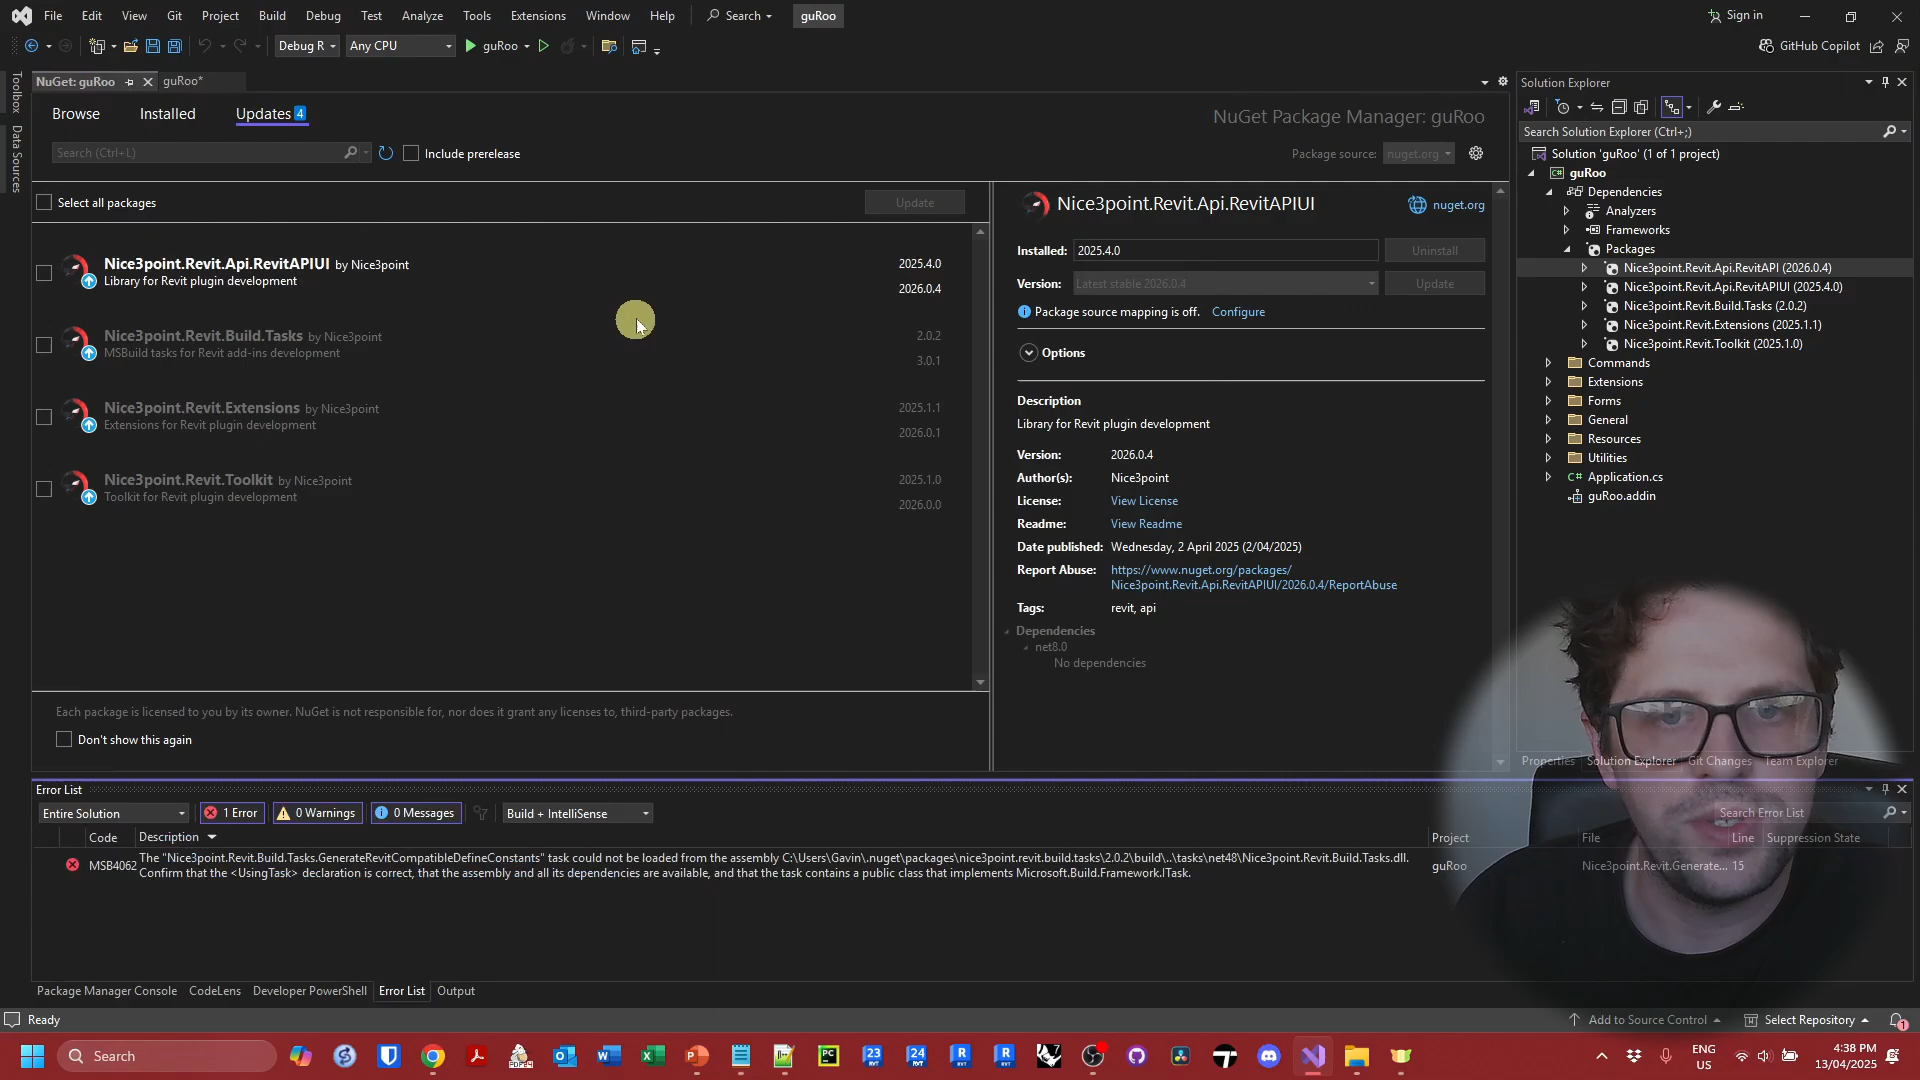 File Edit View Git Project Build Debug Test Analyze Tools Extensions Window Help Search guRoo Sign in
Debug R Any CPU guRoo GitHub Copilot
Toolbox
Data Sources
NuGet: guRoo guRoo*
Browse Installed Updates 4
NuGet Package Manager: guRoo
Search (Ctrl+L) Include prerelease
Package source: nuget.org
Select all packages Update
Nice3point.Revit.Api.RevitAPIUI by Nice3point 2025.4.0
Library for Revit plugin development 2026.0.4
Nice3point.Revit.Build.Tasks by Nice3point 2.0.2
MSBuild tasks for Revit add-ins development 3.0.1
Nice3point.Revit.Extensions by Nice3point 2025.1.1
Extensions for Revit plugin development 2026.0.1
Nice3point.Revit.Toolkit by Nice3point 2025.1.0
Toolkit for Revit plugin development 2026.0.0
Each package is licensed to you by its owner. NuGet is not responsible for, nor does it grant any licenses to, third-party packages.
Don't show this again
Nice3point.Revit.Api.RevitAPIUI nuget.org
Installed: 2025.4.0 Uninstall
Version: Latest stable 2026.0.4 Update
Package source mapping is off. Configure
Options
Description
Library for Revit plugin development
Version: 2026.0.4
Author(s): Nice3point
License: View License
Readme: View Readme
Date published: Wednesday, 2 April 2025 (2/04/2025)
Report Abuse: https://www.nuget.org/packages/
Nice3point.Revit.Api.RevitAPIUI/2026.0.4/ReportAbuse
Tags: revit, api
Dependencies
net8.0
No dependencies
Solution Explorer
Search Solution Explorer (Ctrl+;)
Solution 'guRoo' (1 of 1 project)
guRoo
Dependencies
Analyzers
Frameworks
Packages
Nice3point.Revit.Api.RevitAPI (2026.0.4)
Nice3point.Revit.Api.RevitAPIUI (2025.4.0)
Nice3point.Revit.Build.Tasks (2.0.2)
Nice3point.Revit.Extensions (2025.1.1)
Nice3point.Revit.Toolkit (2025.1.0)
Commands
Extensions
Forms
General
Resources
Utilities
C# Application.cs
guRoo.addin
Properties Solution Explorer Git Changes Team Explorer
Error List
Entire Solution 1 Error 0 Warnings 0 Messages Build + IntelliSense Search Error List
Code Description Project File Line Suppression State
MSB4062 The "Nice3point.Revit.Build.Tasks.GenerateRevitCompatibleDefineConstants" task could not be loaded from the assembly C:\Users\Gavin\.nuget\packages\nice3point.revit.build.tasks\2.0.2\build\..\tasks\net48\Nice3point.Revit.Build.Tasks.dll.
Confirm that the <UsingTask> declaration is correct, that the assembly and all its dependencies are available, and that the task contains a public class that implements Microsoft.Build.Framework.ITask.
guRoo Nice3point.Revit.Generate... 15
Package Manager Console CodeLens Developer PowerShell Error List Output
Ready Add to Source Control Select Repository 1
Search ENG 4:38 PM
US 13/04/2025